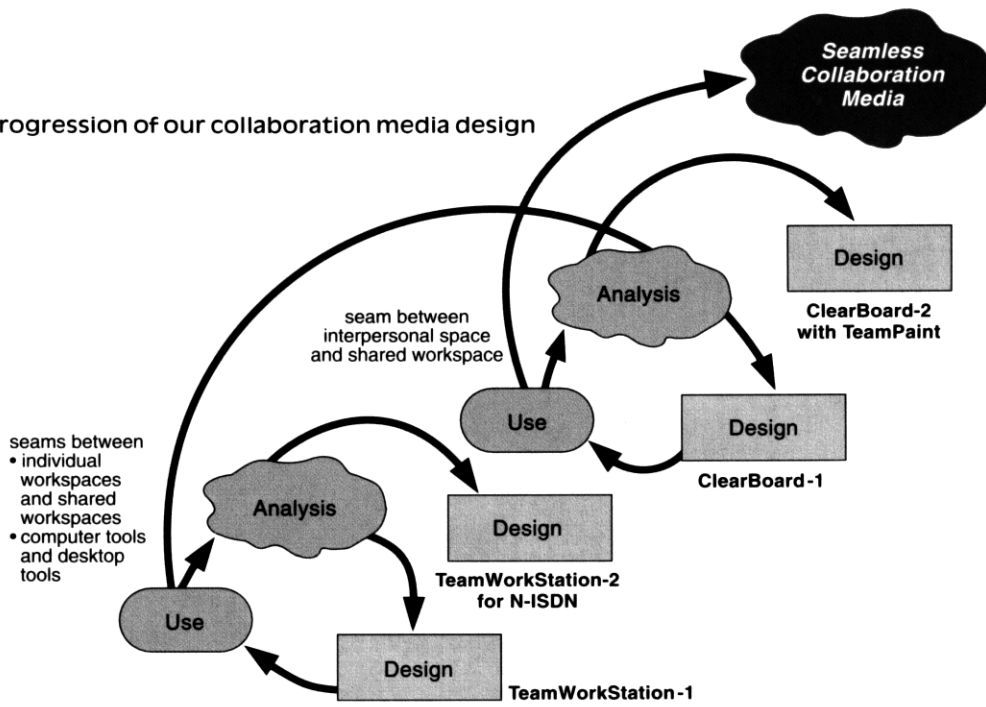 Seamless
Collaboration
Media
rogression of our collaboration media design
Design
ClearBoard-2
with TeamPaint
Analysis
seam between
interpersonal space
and shared workspace
Use
Design
ClearBoard-1
seams between
• individual
workspaces
and shared
workspaces
• computer tools
and desktop
tools
Analysis
Design
TeamWorkStation-2
for N-ISDN
Use
Design
TeamWorkStation-1